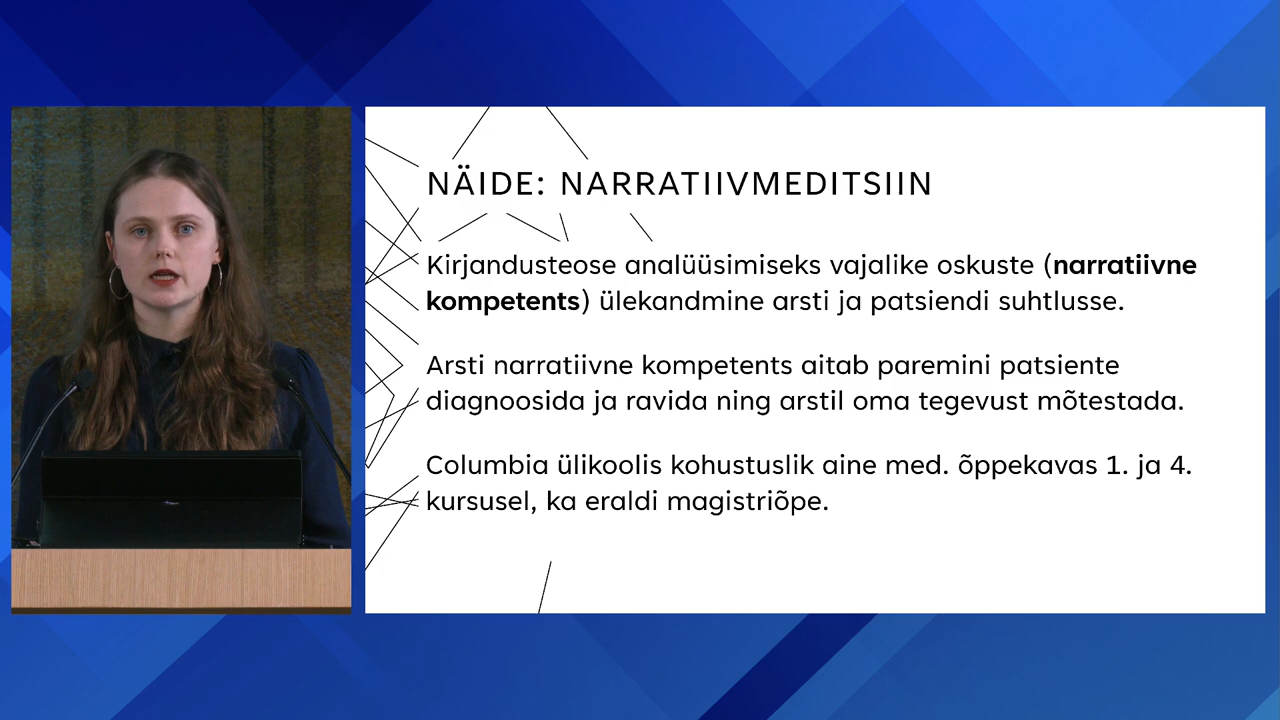 NÄIDE: NARRATIIVMEDITSIIN
Kirjandusteose analüüsimiseks vajalike oskuste (narratiivne
kompetents) ülekandmine arsti ja patsiendi suhtlusse.
Arsti narratiivne kompetents aitab paremini patsiente
diagnoosida ja ravida ning arstil oma tegevust mõtestada.
Columbia ülikoolis kohustuslik aine med. õppekavas 1. ja 4.
kursusel, ka eraldi magistriõpe.